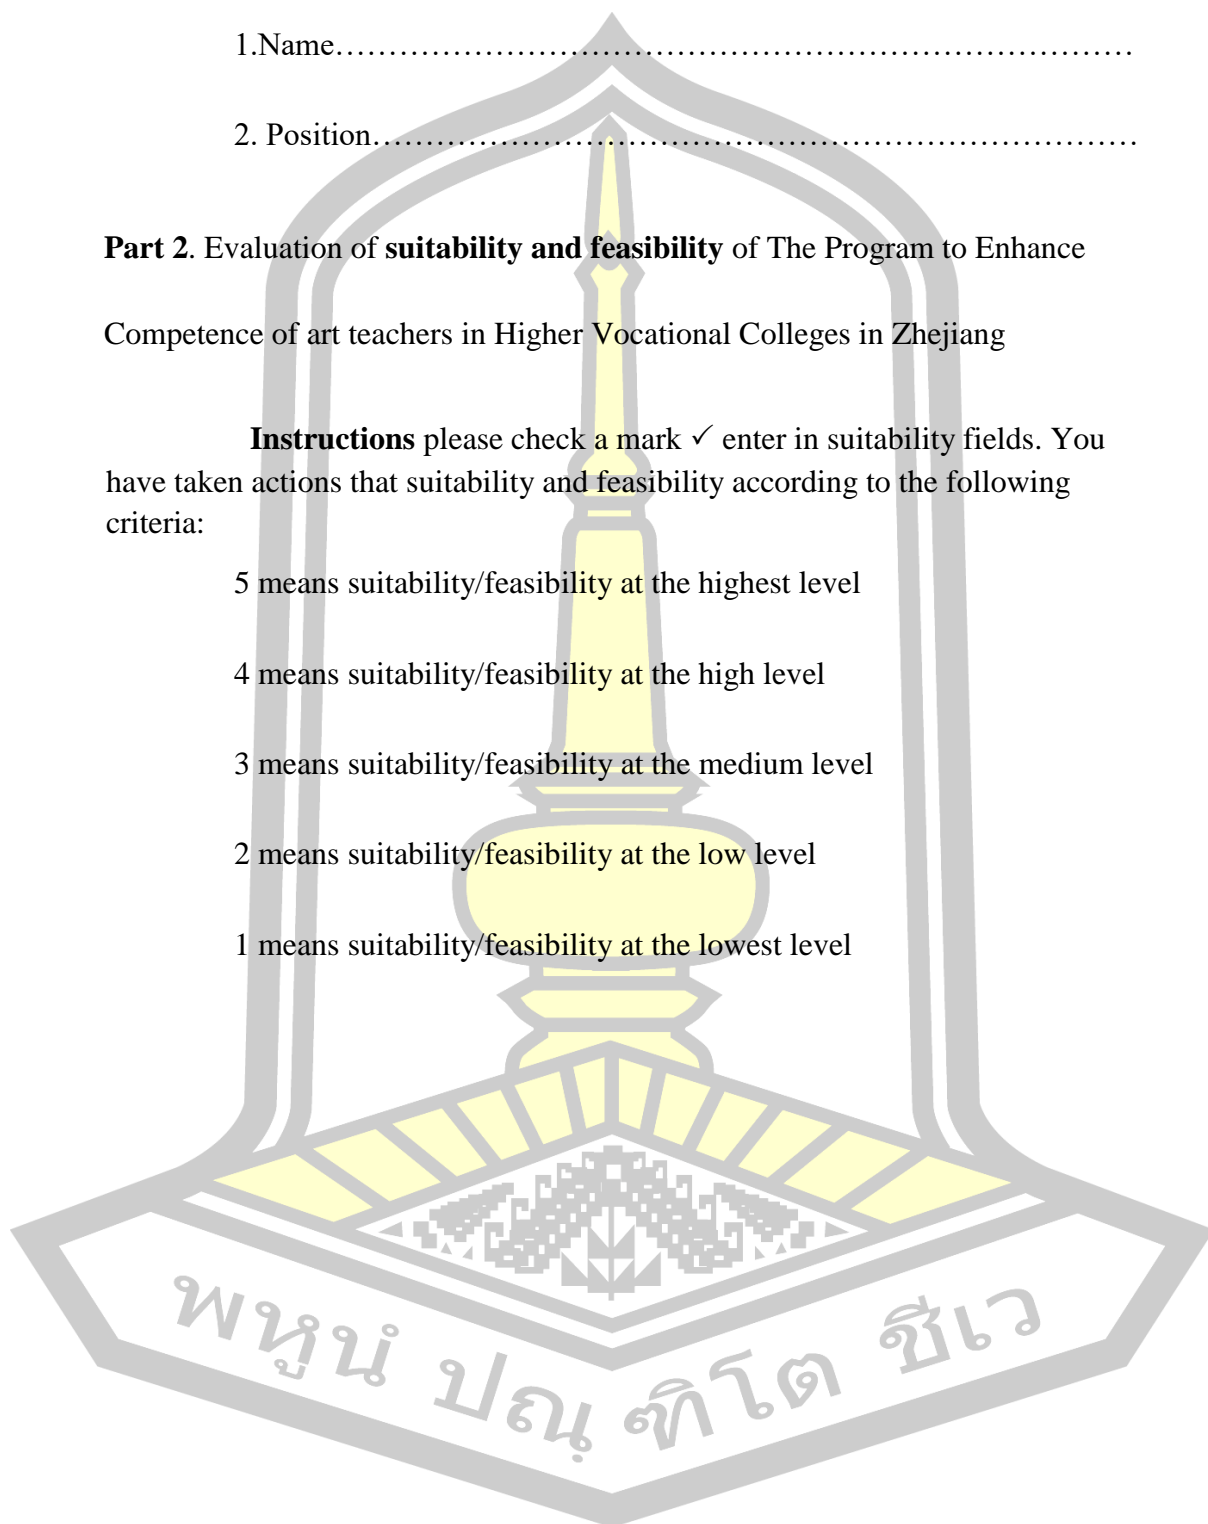 1.Name……………………………………………………………………
2. Position…………………………………………………………………
Part 2. Evaluation of suitability and feasibility of The Program to Enhance
Competence of art teachers in Higher Vocational Colleges in Zhejiang
Instructions please check a mark ✓ enter in suitability fields. You
have taken actions that suitability and feasibility according to the following
criteria:
5 means suitability/feasibility at the highest level
4 means suitability/feasibility at the high level
3 means suitability/feasibility at the medium level
2 means suitability/feasibility at the low level
1 means suitability/feasibility at the lowest level
พหูนํ ปณฺฑิโต ชีเว